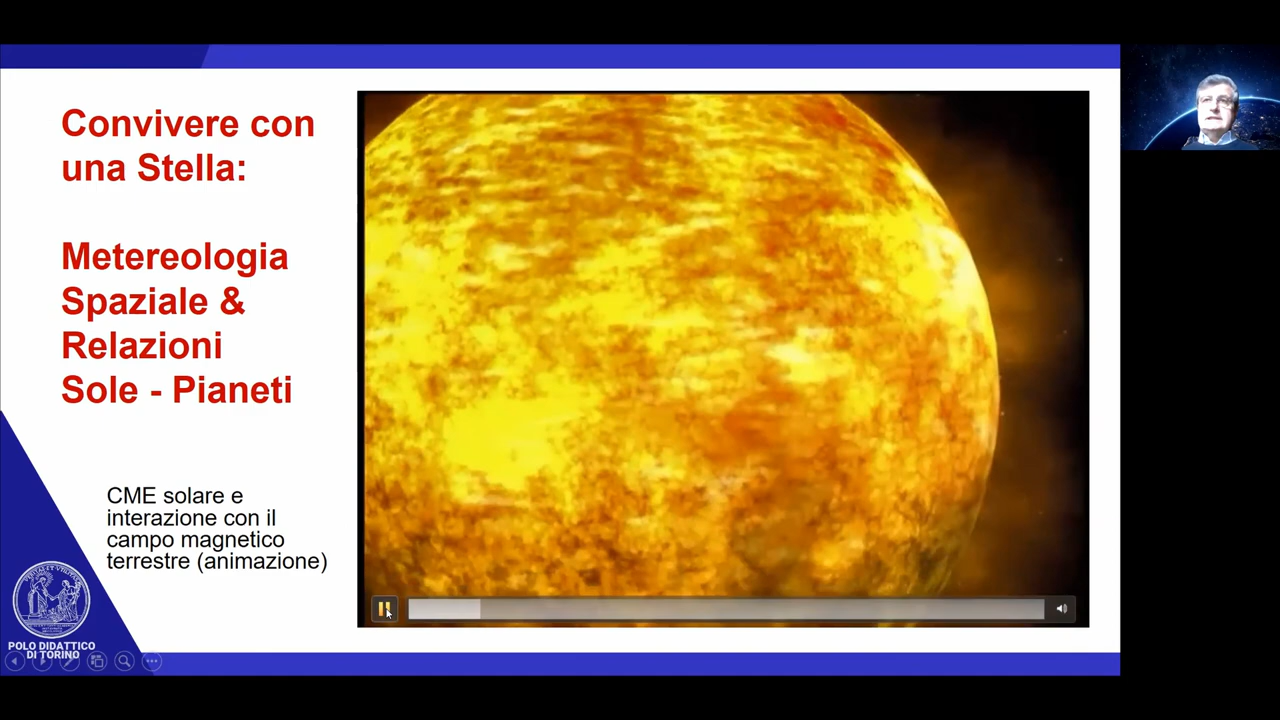 Convivere con
una Stella:
Metereologia
Spaziale &
Relazioni
Sole - Pianeti
CME solare e
interazione con il
campo magnetico
terrestre (animazione)
POLO DIDATTICO
DI TORINO